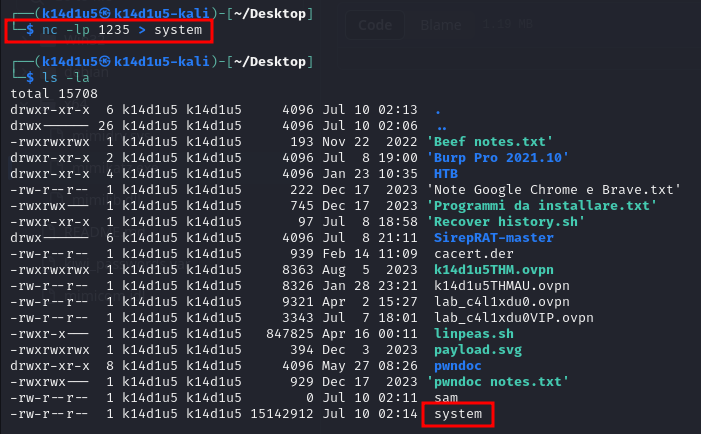 ┌──(k14d1u5㉿k14d1u5-kali)-[~/Desktop]
└─$ nc -lp 1235 > system
┌──(k14d1u5㉿k14d1u5-kali)-[~/Desktop]
└─$ ls -la
total 15708
drwxr-xr-x  6 k14d1u5 k14d1u5     4096 Jul 10 02:13  .
drwx------ 26 k14d1u5 k14d1u5     4096 Jul 10 02:06  ..
-rwxrwxrwx  1 k14d1u5 k14d1u5      193 Nov 22  2022 'Beef notes.txt'
drwxr-xr-x  2 k14d1u5 k14d1u5     4096 Jul  8 19:00 'Burp Pro 2021.10'
drwxr-xr-x  4 k14d1u5 k14d1u5     4096 Jan 23 10:35  HTB
-rw-r--r--  1 k14d1u5 k14d1u5      222 Dec 17  2023 'Note Google Chrome e Brave.txt'
-rwxrwx---  1 k14d1u5 k14d1u5      745 Dec 17  2023 'Programmi da installare.txt'
-rwxr-xr-x  1 k14d1u5 k14d1u5       97 Jul  8 18:58 'Recover history.sh'
drwx------  6 k14d1u5 k14d1u5     4096 Jul  8 21:11  SirepRAT-master
-rw-r--r--  1 k14d1u5 k14d1u5      939 Feb 14 11:09  cacert.der
-rwxrwxrwx  1 k14d1u5 k14d1u5     8363 Aug  5  2023  k14d1u5THM.ovpn
-rw-r--r--  1 k14d1u5 k14d1u5     8326 Jan 28 23:21  k14d1u5THMAU.ovpn
-rw-r--r--  1 k14d1u5 k14d1u5     9321 Apr  2 15:27  lab_c4l1xdu0.ovpn
-rw-r--r--  1 k14d1u5 k14d1u5     3343 Jul  7 18:01  lab_c4l1xdu0VIP.ovpn
-rwxr-x---  1 k14d1u5 k14d1u5   847825 Apr 16 00:11  linpeas.sh
-rwxrwxrwx  1 k14d1u5 k14d1u5      394 Dec  3  2023  payload.svg
drwxr-xr-x  8 k14d1u5 k14d1u5     4096 May 27 08:26  pwndoc
-rwxrwx---  1 k14d1u5 k14d1u5      929 Dec 17  2023 'pwndoc notes.txt'
-rw-r--r--  1 k14d1u5 k14d1u5        0 Jul 10 02:11  sam
-rw-r--r--  1 k14d1u5 k14d1u5 15142912 Jul 10 02:14  system
Code Blame